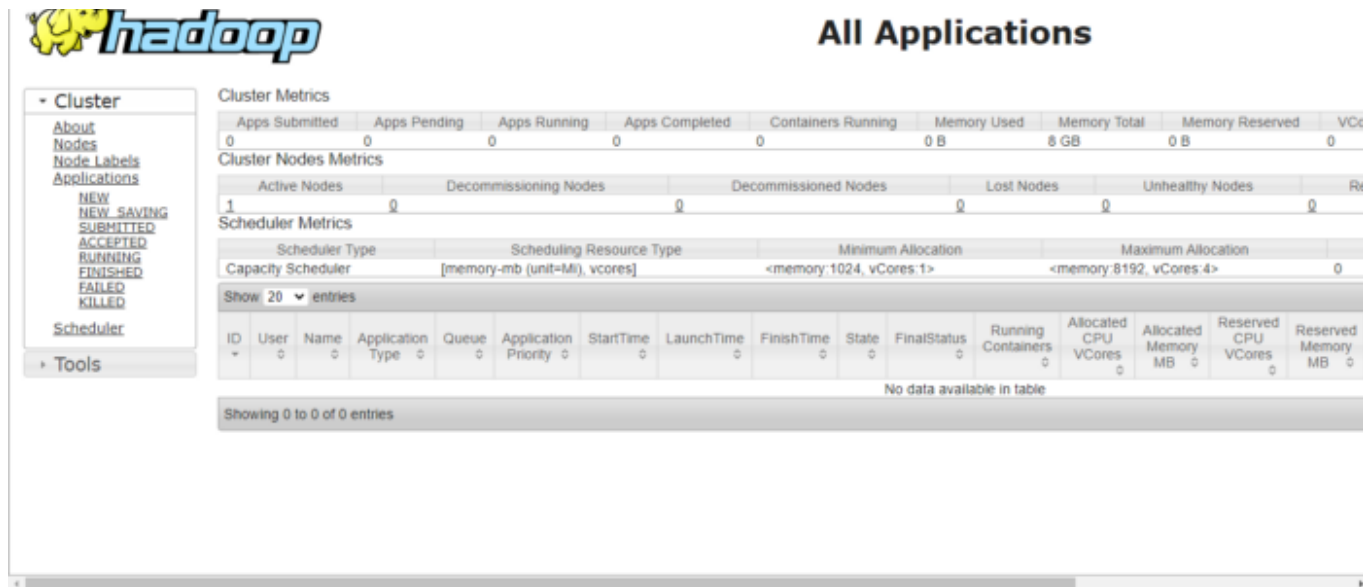 hadoop
All Applications
Cluster
About
Nodes
Node Labels
Applications
NEW
NEW_SAVING
SUBMITTED
ACCEPTED
RUNNING
FINISHED
FAILED
KILLED
Scheduler
Tools
Cluster Metrics
Apps Submitted Apps Pending Apps Running Apps Completed Containers Running Memory Used Memory Total Memory Reserved VCo
0 0 0 0 0 0 B 8 GB 0 B 0
Cluster Nodes Metrics
Active Nodes Decommissioning Nodes Decommissioned Nodes Lost Nodes Unhealthy Nodes Re
1 0 0 0 0 0
Scheduler Metrics
Scheduler Type Scheduling Resource Type Minimum Allocation Maximum Allocation
Capacity Scheduler [memory-mb (unit=Mi), vcores] <memory:1024, vCores:1> <memory:8192, vCores:4> 0
Show 20 entries
ID User Name Application Type Queue Application Priority StartTime LaunchTime FinishTime State FinalStatus Running Containers Allocated CPU VCores Allocated Memory MB Reserved CPU VCores Reserved Memory MB
No data available in table
Showing 0 to 0 of 0 entries